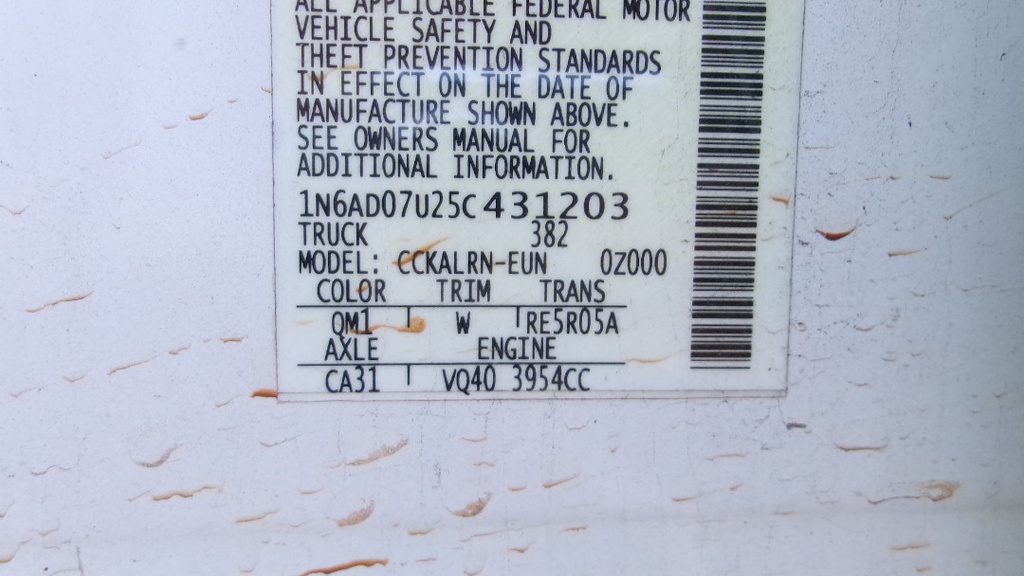 ALL APPLICABLE FEDERAL MOTOR
VEHICLE SAFETY AND
THEFT PREVENTION STANDARDS
IN EFFECT ON THE DATE OF
MANUFACTURE SHOWN ABOVE.
SEE OWNERS MANUAL FOR
ADDITIONAL INFORMATION.
1N6AD07U25C431203
TRUCK 382
MODEL: CCKALRN-EUN 0Z000
COLOR TRIM TRANS
QM1 W RE5R05A
AXLE ENGINE
CA31 VQ40 3954CC